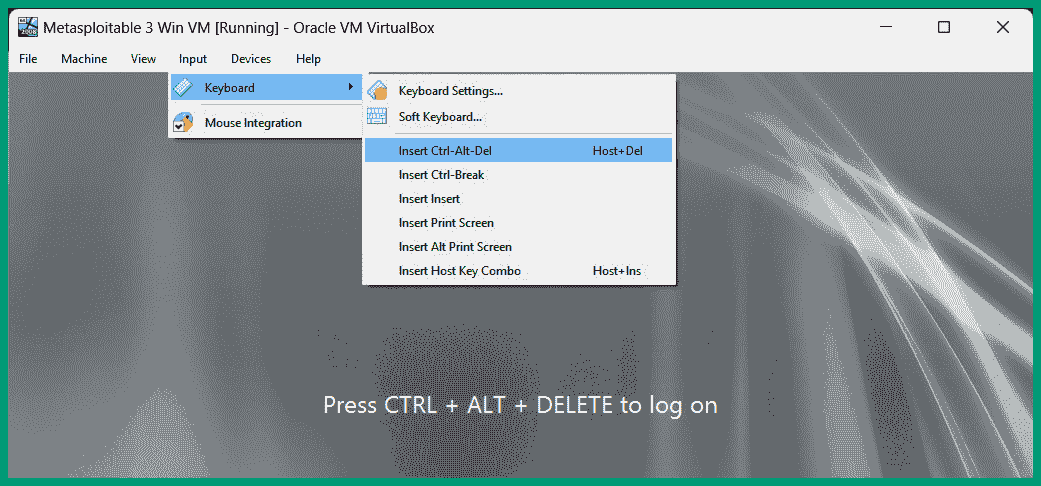 Metasploitable 3 Win VM [Running] - Oracle VM VirtualBox
File Machine View Input Devices Help
Keyboard
Mouse Integration
Keyboard Settings...
Soft Keyboard...
Insert Ctrl-Alt-Del Host+Del
Insert Ctrl-Break
Insert Insert
Insert Print Screen
Insert Alt Print Screen
Insert Host Key Combo Host+Ins
Press CTRL + ALT + DELETE to log on